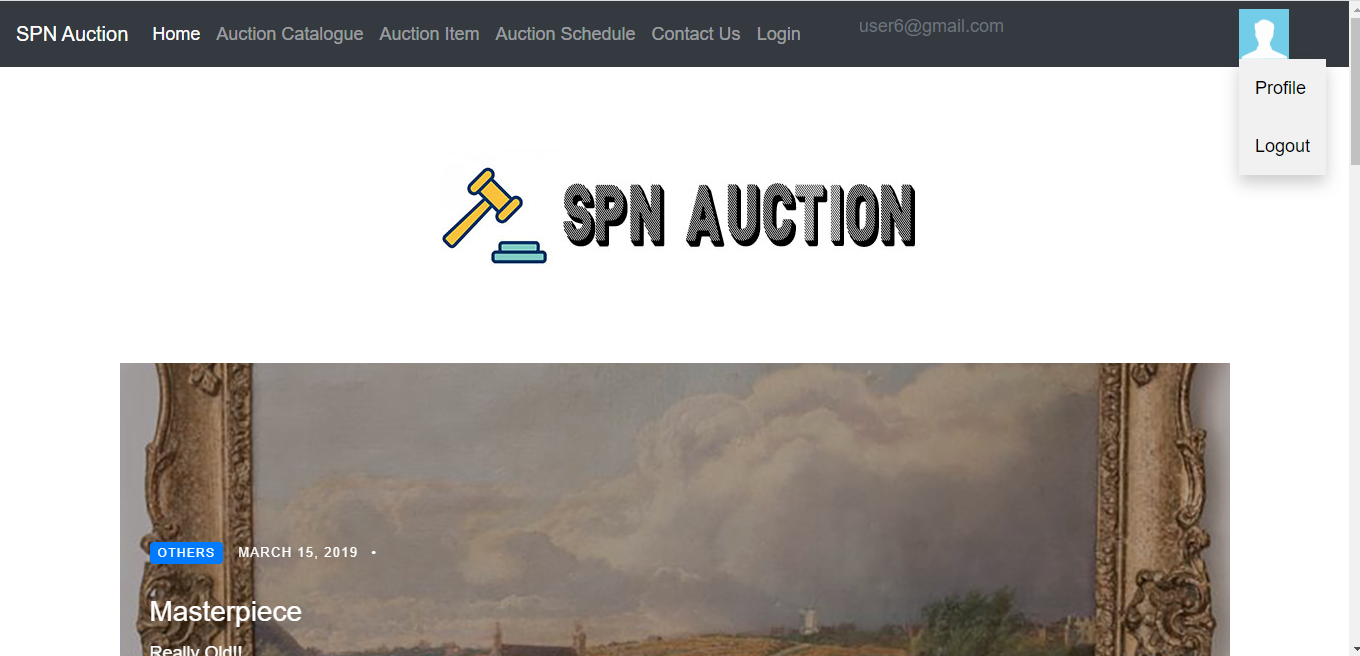 SPN Auction Home Auction Catalogue Auction Item Auction Schedule Contact Us Login user6@gmail.com
Profile
Logout
SPN AUCTION
OTHERS MARCH 15, 2019 •
Masterpiece
Really Old!!